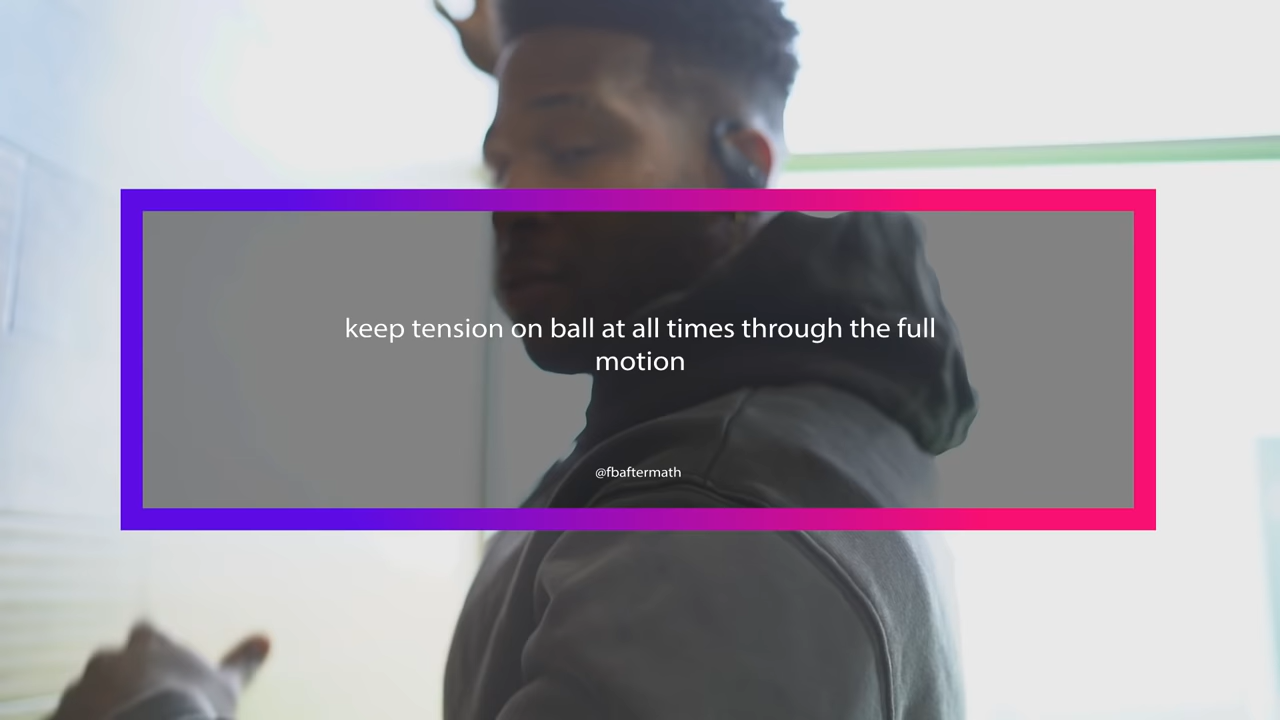 keep tension on ball at all times through the full
motion
@fbaftermath